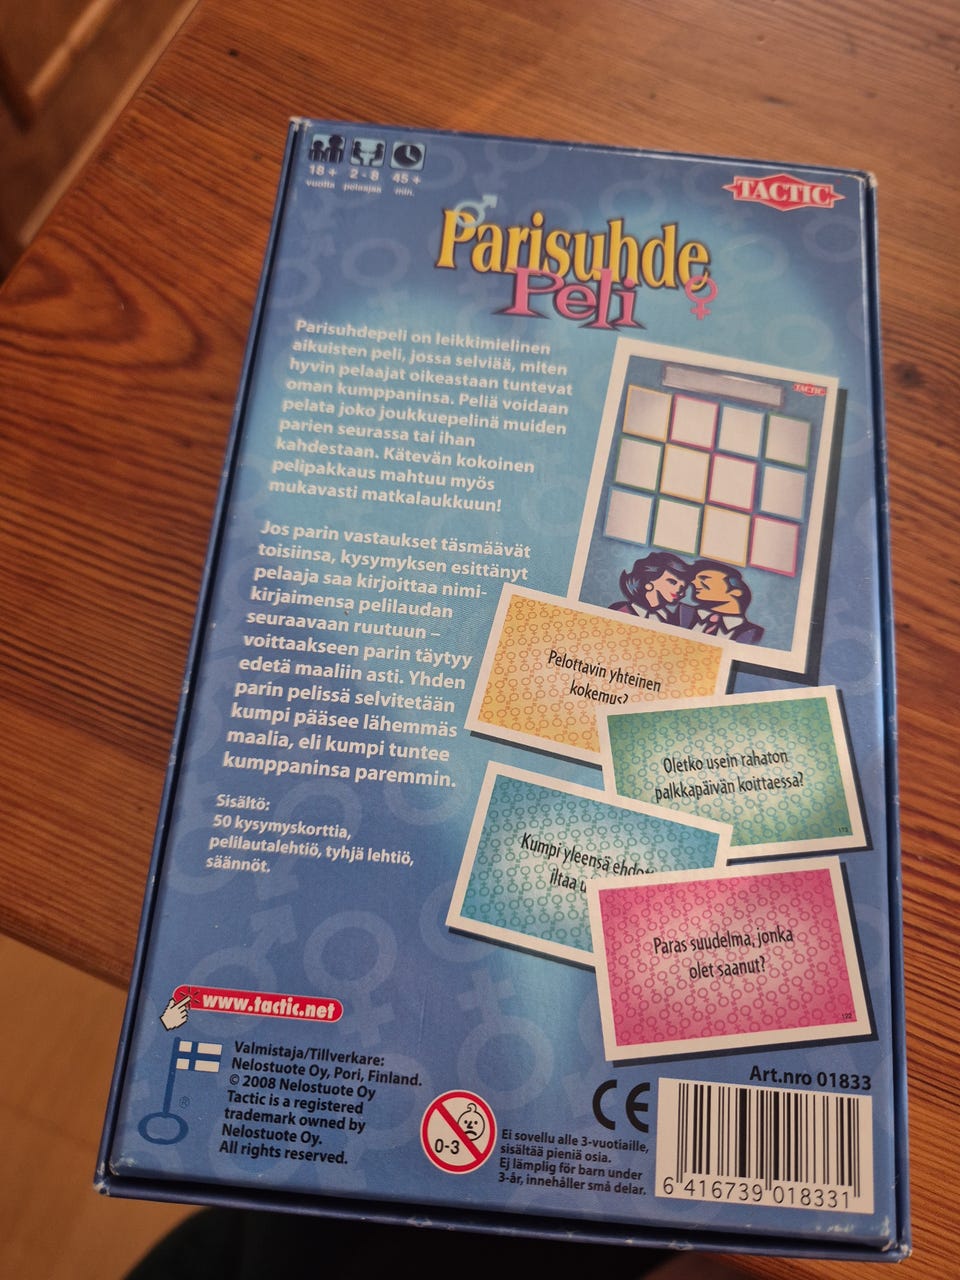 18+
vuotta
2-8
pelaajaa
45+
min.
TACTIC
Parisuhde
Peli
Parisuhdepeli on leikkimielinen
aikuisten peli, jossa selviää, miten
hyvin pelaajat oikeastaan tuntevat
oman kumppaninsa. Peliä voidaan
pelata joko joukkuepelinä muiden
parien seurassa tai ihan
kahdestaan. Kätevän kokoinen
pelipakkaus mahtuu myös
mukavasti matkalaukkuun!
Jos parin vastaukset täsmäävät
toisiinsa, kysymyksen esittänyt
pelaaja saa kirjoittaa nimi-
kirjaimensa pelilaudan
seuraavaan ruutuun –
voittaakseen parin täytyy
edetä maaliin asti. Yhden
parin pelissä selvitetään
kumpi pääsee lähemmäs
maalia, eli kumpi tuntee
kumppaninsa paremmin.
Sisältö:
50 kysymyskorttia,
pelilautalehtiö, tyhjä lehtiö,
säännöt.
TACTIC
Pelottavin yhteinen
kokemus?
Oletko usein rahaton
palkkapäivän koittaessa?
173
Kumpi yleensä ehdot
iltaa u
Paras suudelma, jonka
olet saanut?
122
www.tactic.net
Valmistaja/Tillverkare:
Nelostuote Oy, Pori, Finland.
© 2008 Nelostuote Oy
Tactic is a registered
trademark owned by
Nelostuote Oy.
All rights reserved.
®
0-3
Ei sovellu alle 3-vuotiaille,
sisältää pieniä osia.
Ej lämplig för barn under
3-år, innehåller små delar.
CE
Art.nro 01833
6 416739 018331